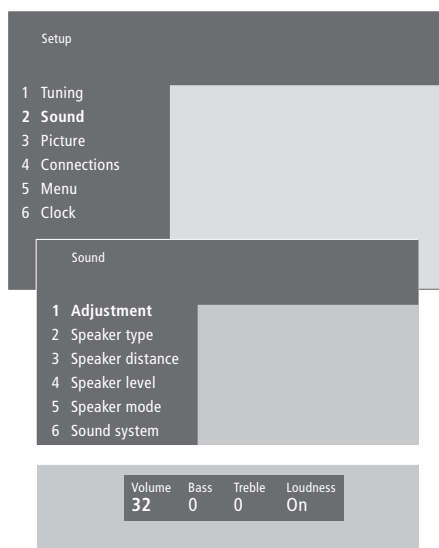 Setup
1 Tuning
2 Sound
3 Picture
4 Connections
5 Menu
6 Clock
Sound
1 Adjustment
2 Speaker type
3 Speaker distance
4 Speaker level
5 Speaker mode
6 Sound system
Volume Bass Treble Loudness
32 0 0 On